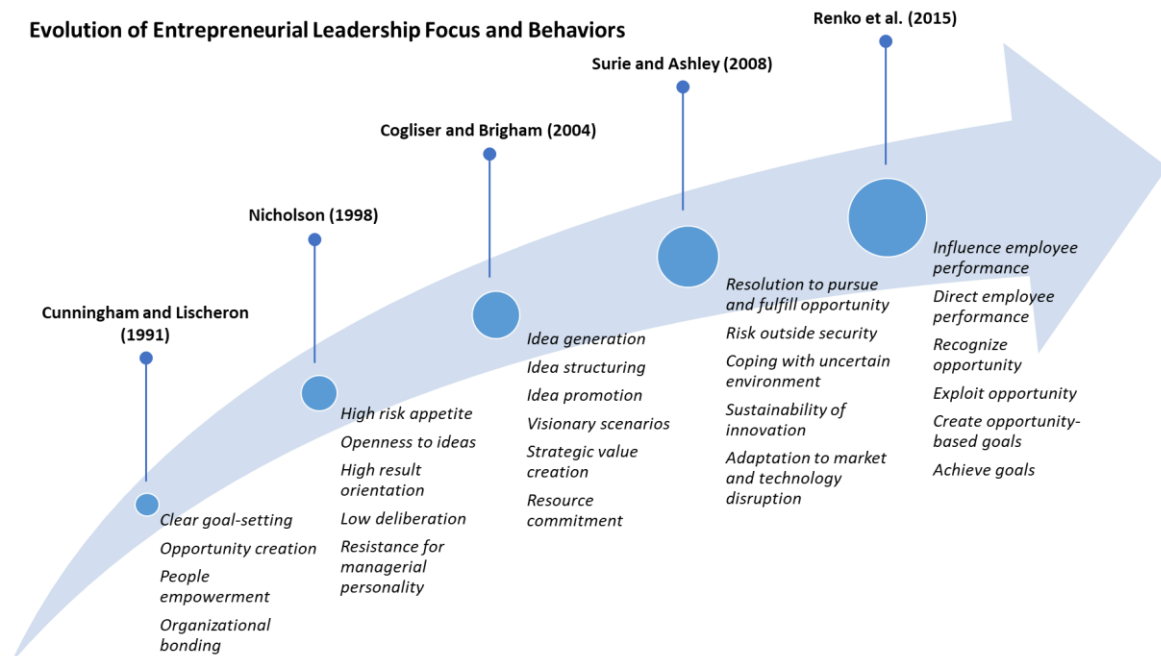 Evolution of Entrepreneurial Leadership Focus and Behaviors
Cunningham and Lischeron
(1991)
Clear goal-setting
Opportunity creation
People
empowerment
Organizational
bonding
Nicholson (1998)
High risk appetite
Openness to ideas
High result
orientation
Low deliberation
Resistance for
managerial
personality
Cogliser and Brigham (2004)
Idea generation
Idea structuring
Idea promotion
Visionary scenarios
Strategic value
creation
Resource
commitment
Surie and Ashley (2008)
Resolution to pursue
and fulfill opportunity
Risk outside security
Coping with uncertain
environment
Sustainability of
innovation
Adaptation to market
and technology
disruption
Renko et al. (2015)
Influence employee
performance
Direct employee
performance
Recognize
opportunity
Exploit opportunity
Create opportunity-
based goals
Achieve goals